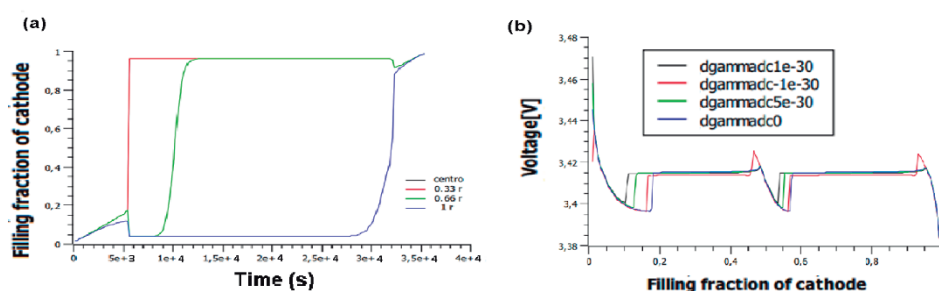 (a)
Filling fraction of cathode
1
0,8
0,6
0,4
0,2
0
0
5e+3
1e+4
1,5e+4
2e+4
2,5e+4
3e+4
3,5e+4
4e+4
Time (s)
centro
0.33 r
0.66 r
1 r
(b)
Voltage[V]
3,48
3,46
3,44
3,42
3,4
3,38
0
0,2
0,4
0,6
0,8
Filling fraction of cathode
dgammadc1e-30
dgammadc-1e-30
dgammadc5e-30
dgammadc0